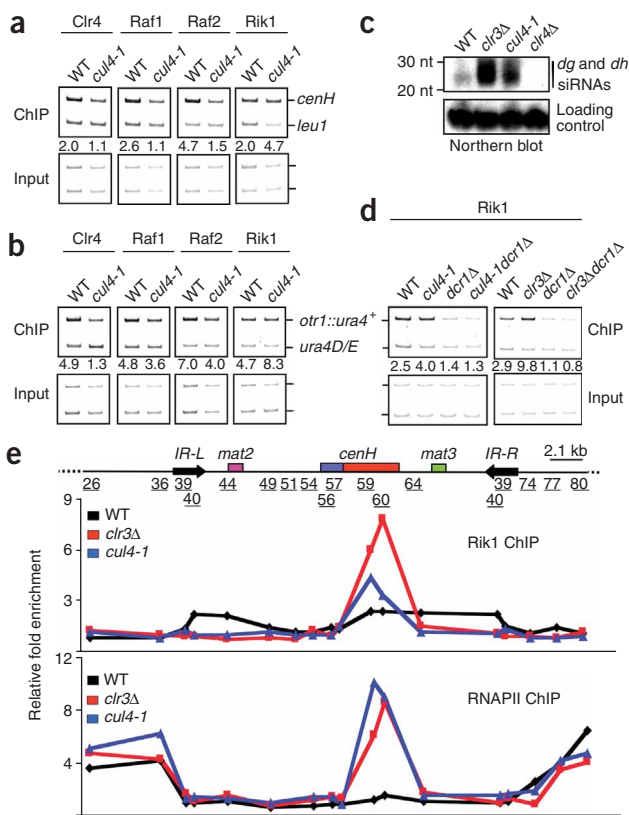 a
Clr4 Raf1 Raf2 Rik1
WT cul4-1 WT cul4-1 WT cul4-1 WT cul4-1
ChIP
cenH
leu1
2.0 1.1 2.6 1.1 4.7 1.5 2.0 4.7
Input
b
Clr4 Raf1 Raf2 Rik1
WT cul4-1 WT cul4-1 WT cul4-1 WT cul4-1
ChIP
otr1::ura4+
ura4D/E
4.9 1.3 4.8 3.6 7.0 4.0 4.7 8.3
Input
c
WT clr3Δ cul4-1 clr4Δ
30 nt
20 nt
dg and dh
siRNAs
Loading
control
Northern blot
d
Rik1
WT cul4-1 dcr1Δ cul4-1dcr1Δ WT clr3Δ dcr1Δ clr3Δdcr1Δ
ChIP
2.5 4.0 1.4 1.3 2.9 9.8 1.1 0.8
Input
e
IR-L mat2 cenH mat3 IR-R 2.1 kb
26 36 39 44 49 51 54 57 59 64 39 74 77 80
40 56 60 40
Relative fold enrichment
9
6
3
WT
clr3Δ
cul4-1
Rik1 ChIP
12
8
4
WT
clr3Δ
cul4-1
RNAPII ChIP